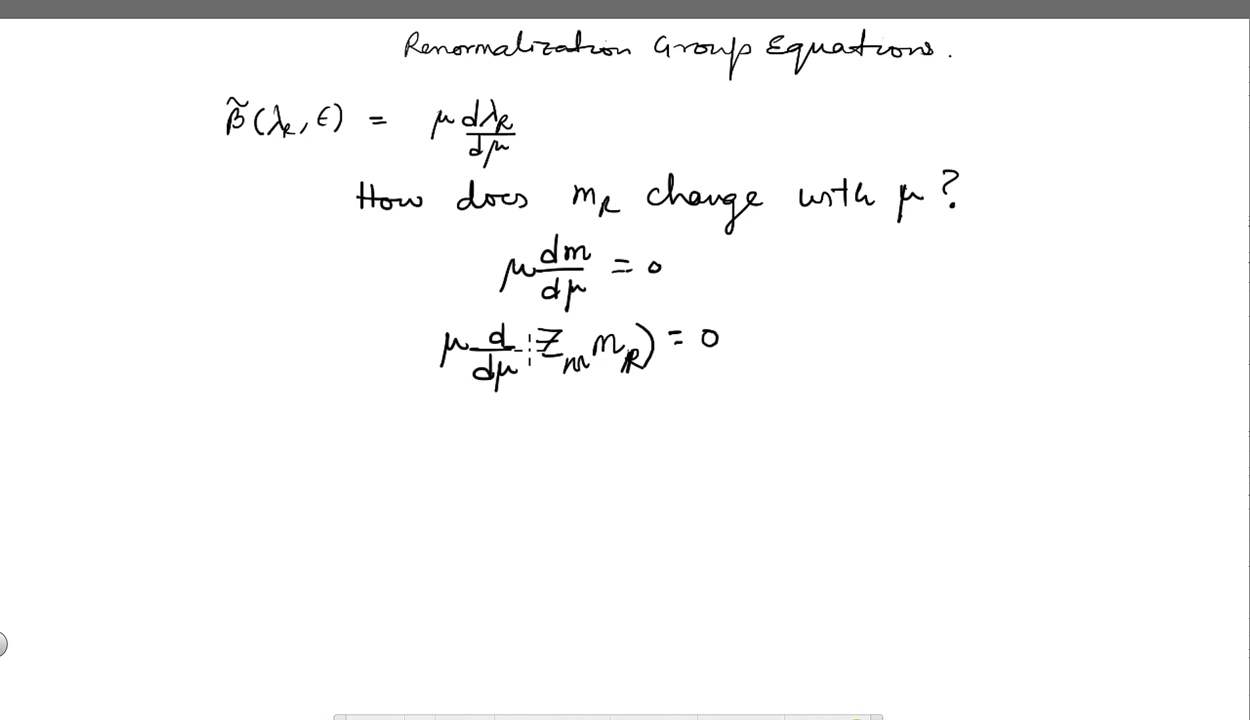 Renormalization Group Equations.
β̃(λ_R, ϵ) = μ dλ_R/dμ
How does m_R change with μ?
μ dm/dμ = 0
μ d/dμ (Z_m m_R) = 0